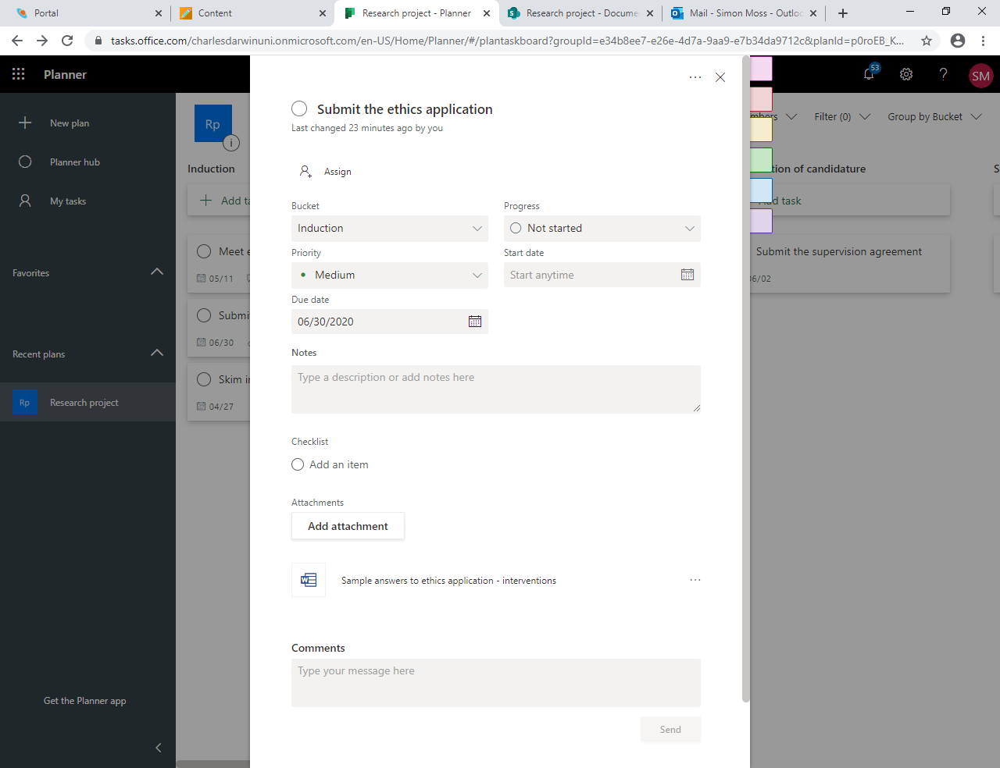 Portal
Content
Research project - Planner
Research project - Docume
Mail - Simon Moss - Outloo
tasks.office.com/charlesdarwinuni.onmicrosoft.com/en-US/Home/Planner/#/plantaskboard?groupId=e34b8ee7-e26e-4d7a-9aa9-e7b34da9712c&planId=p0roEB_K...
Planner
53
?
SM
New plan
Planner hub
My tasks
Favorites
Recent plans
Rp
Research project
Get the Planner app
Rp
i
Induction
Add ta
Meet e
05/11
Submi
06/30
Skim in
04/27
Submit the ethics application
Last changed 23 minutes ago by you
Assign
Bucket
Progress
Induction
Not started
Priority
Start date
Medium
Start anytime
Due date
06/30/2020
Notes
Type a description or add notes here
Checklist
Add an item
Attachments
Add attachment
Sample answers to ethics application - interventions
Comments
Type your message here
Send
mbers
Filter (0)
Group by Bucket
tion of candidature
S
Add task
Submit the supervision agreement
06/02